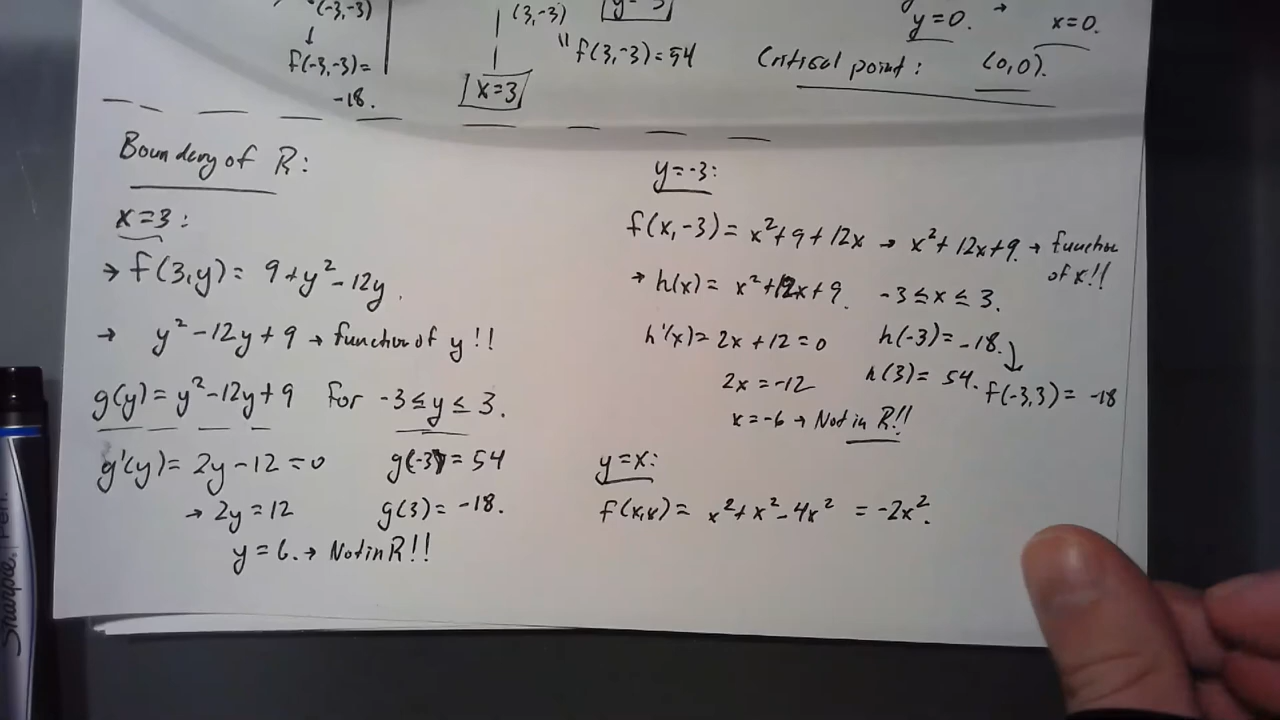 (-3,-3)
↓
f(-3,-3)=
-18.
(3,-3)
"f(3,-3)=54
x=3
y=0. →
x=0.
Critical point: (0,0).
Boundery of R:
x=3:
→ f(3,y)= 9+y²-12y.
→ y²-12y+9 → function of y!!
g(y)=y²-12y+9 for -3≤y≤3.
g'(y)= 2y-12=0 g(-3)=54
→ 2y=12 g(3)= -18.
y=6. → Not in R!!
y=-3:
f(x,-3)= x²+9+12x → x²+12x+9. → function
of x!!
→ h(x)= x²+12x+9. -3≤x≤3.
h'(x)= 2x+12=0 h(-3)= -18.
2x=-12 h(3)= 54. f(-3,3)= -18
x=-6 → Not in R!!
y=x:
f(x,x)= x²+x²-4x² = -2x².
Sharpie. Pen.